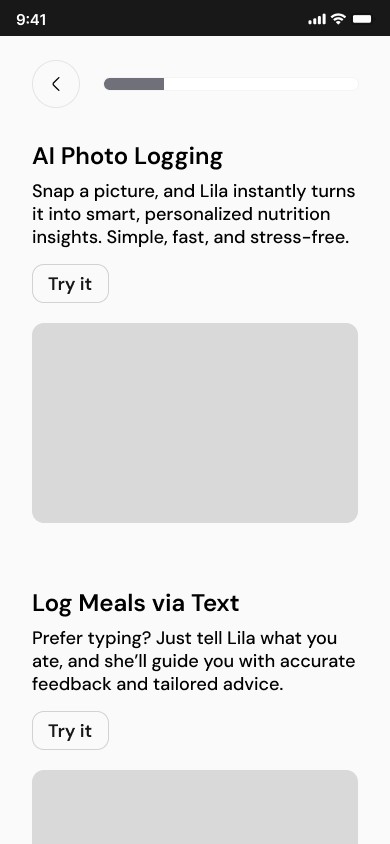 9:41
AI Photo Logging
Snap a picture, and Lila instantly turns
it into smart, personalized nutrition
insights. Simple, fast, and stress-free.
Try it
Log Meals via Text
Prefer typing? Just tell Lila what you
ate, and she’ll guide you with accurate
feedback and tailored advice.
Try it